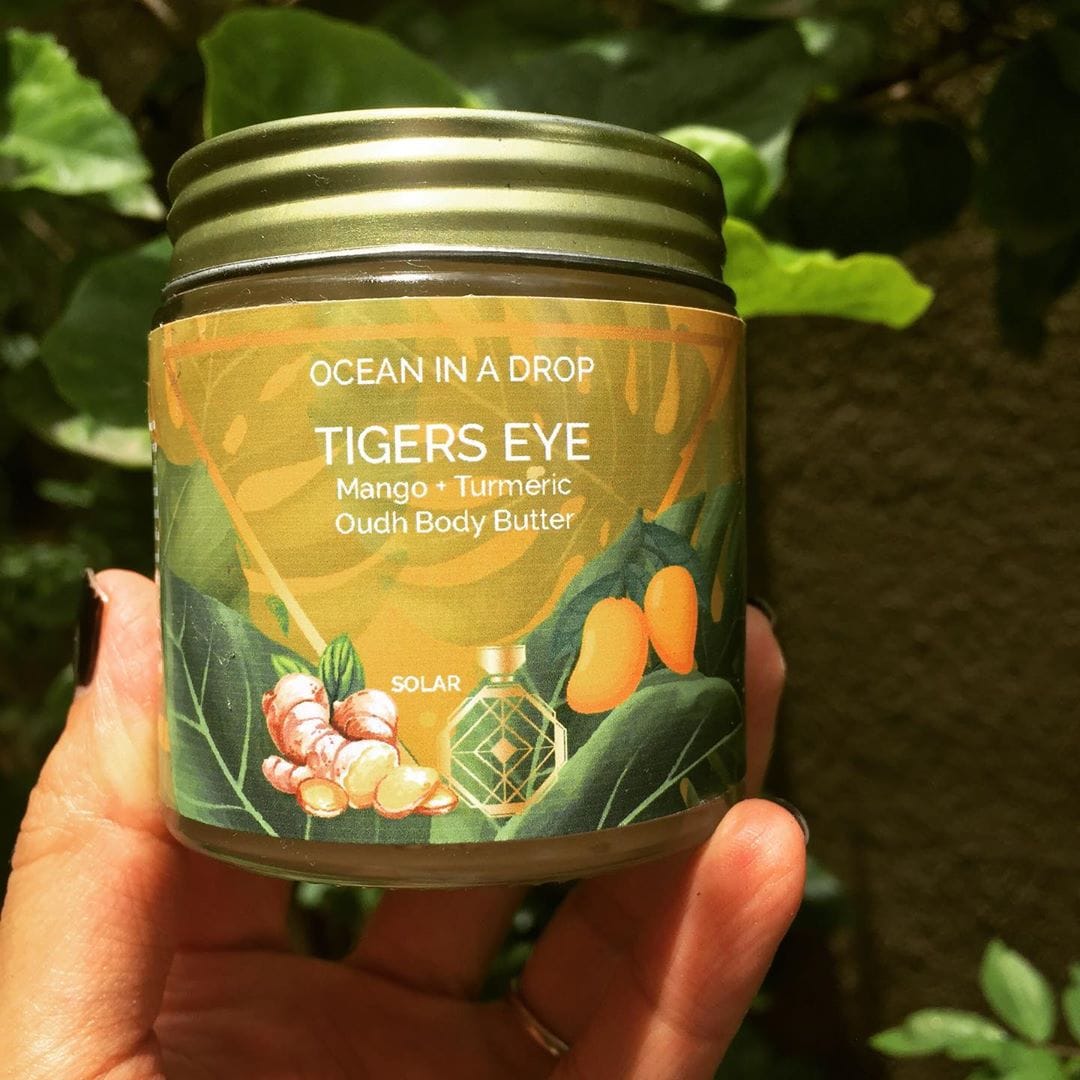 OCEAN IN A DROP
TIGERS EYE
Mango + Turmeric
Oudh Body Butter
SOLAR